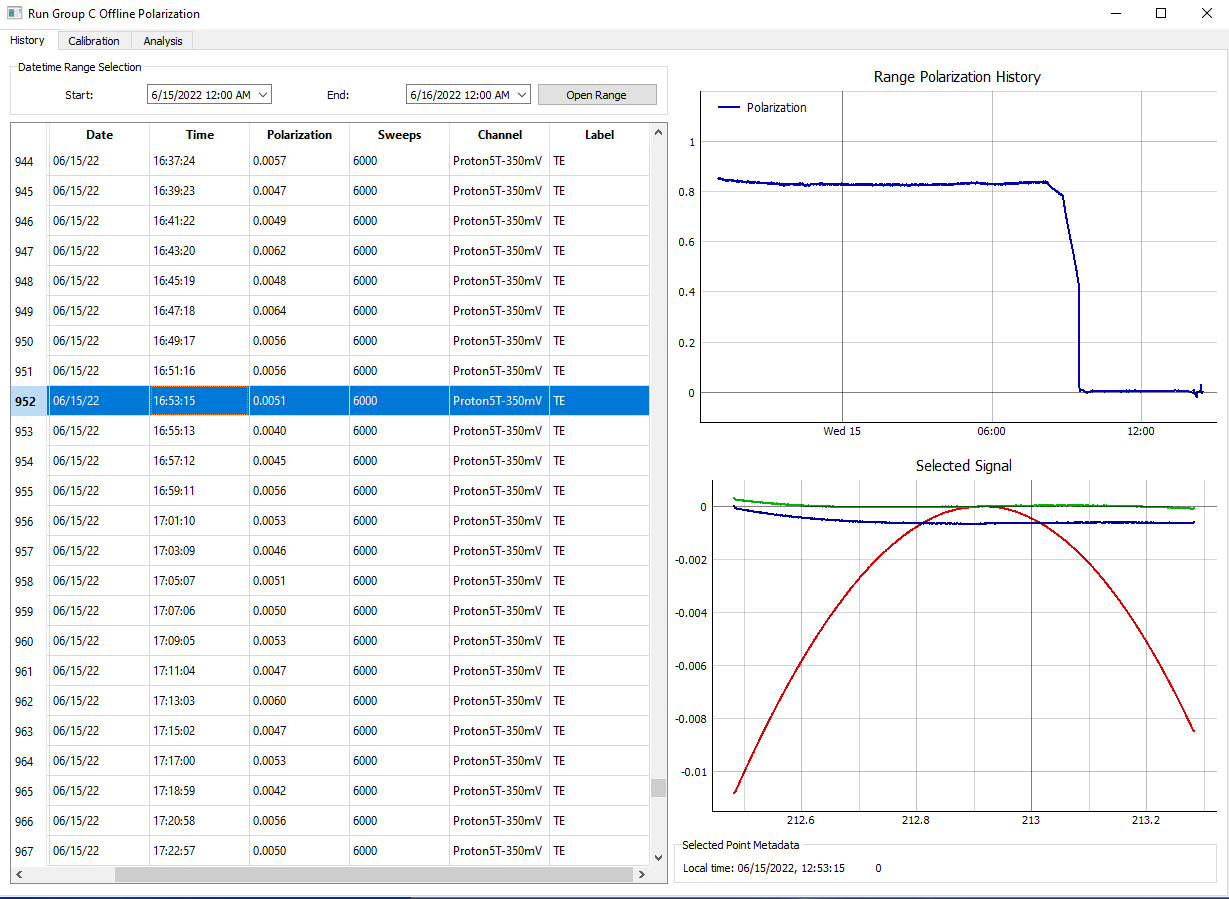 Run Group C Offline Polarization
History Calibration Analysis
Datetime Range Selection
Start: 6/15/2022 12:00 AM End: 6/16/2022 12:00 AM Open Range
Date Time Polarization Sweeps Channel Label
944 06/15/22 16:37:24 0.0057 6000 Proton5T-350mV TE
945 06/15/22 16:39:23 0.0047 6000 Proton5T-350mV TE
946 06/15/22 16:41:22 0.0049 6000 Proton5T-350mV TE
947 06/15/22 16:43:20 0.0062 6000 Proton5T-350mV TE
948 06/15/22 16:45:19 0.0048 6000 Proton5T-350mV TE
949 06/15/22 16:47:18 0.0064 6000 Proton5T-350mV TE
950 06/15/22 16:49:17 0.0056 6000 Proton5T-350mV TE
951 06/15/22 16:51:16 0.0056 6000 Proton5T-350mV TE
952 06/15/22 16:53:15 0.0051 6000 Proton5T-350mV TE
953 06/15/22 16:55:13 0.0040 6000 Proton5T-350mV TE
954 06/15/22 16:57:12 0.0045 6000 Proton5T-350mV TE
955 06/15/22 16:59:11 0.0056 6000 Proton5T-350mV TE
956 06/15/22 17:01:10 0.0053 6000 Proton5T-350mV TE
957 06/15/22 17:03:09 0.0046 6000 Proton5T-350mV TE
958 06/15/22 17:05:07 0.0051 6000 Proton5T-350mV TE
959 06/15/22 17:07:06 0.0050 6000 Proton5T-350mV TE
960 06/15/22 17:09:05 0.0053 6000 Proton5T-350mV TE
961 06/15/22 17:11:04 0.0047 6000 Proton5T-350mV TE
962 06/15/22 17:13:03 0.0060 6000 Proton5T-350mV TE
963 06/15/22 17:15:02 0.0047 6000 Proton5T-350mV TE
964 06/15/22 17:17:00 0.0053 6000 Proton5T-350mV TE
965 06/15/22 17:18:59 0.0042 6000 Proton5T-350mV TE
966 06/15/22 17:20:58 0.0056 6000 Proton5T-350mV TE
967 06/15/22 17:22:57 0.0050 6000 Proton5T-350mV TE
Range Polarization History
Polarization
1
0.8
0.6
0.4
0.2
0
Wed 15 06:00 12:00
Selected Signal
0
-0.002
-0.004
-0.006
-0.008
-0.01
212.6 212.8 213 213.2
Selected Point Metadata
Local time: 06/15/2022, 12:53:15 0